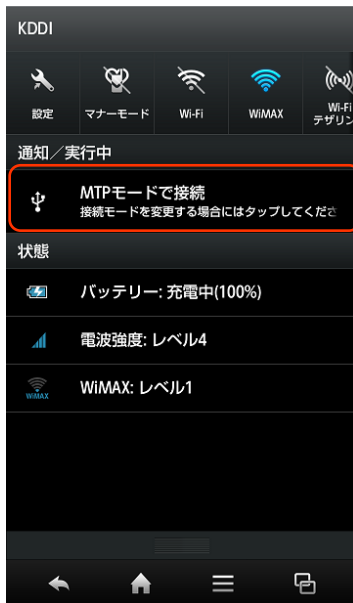 KDDI
設定 マナーモード Wi-Fi WiMAX Wi-Fi
テザリン
通知／実行中
MTPモードで接続
接続モードを変更する場合にはタップしてくださ
状態
バッテリー: 充電中(100%)
電波強度: レベル4
WiMAX WiMAX: レベル1